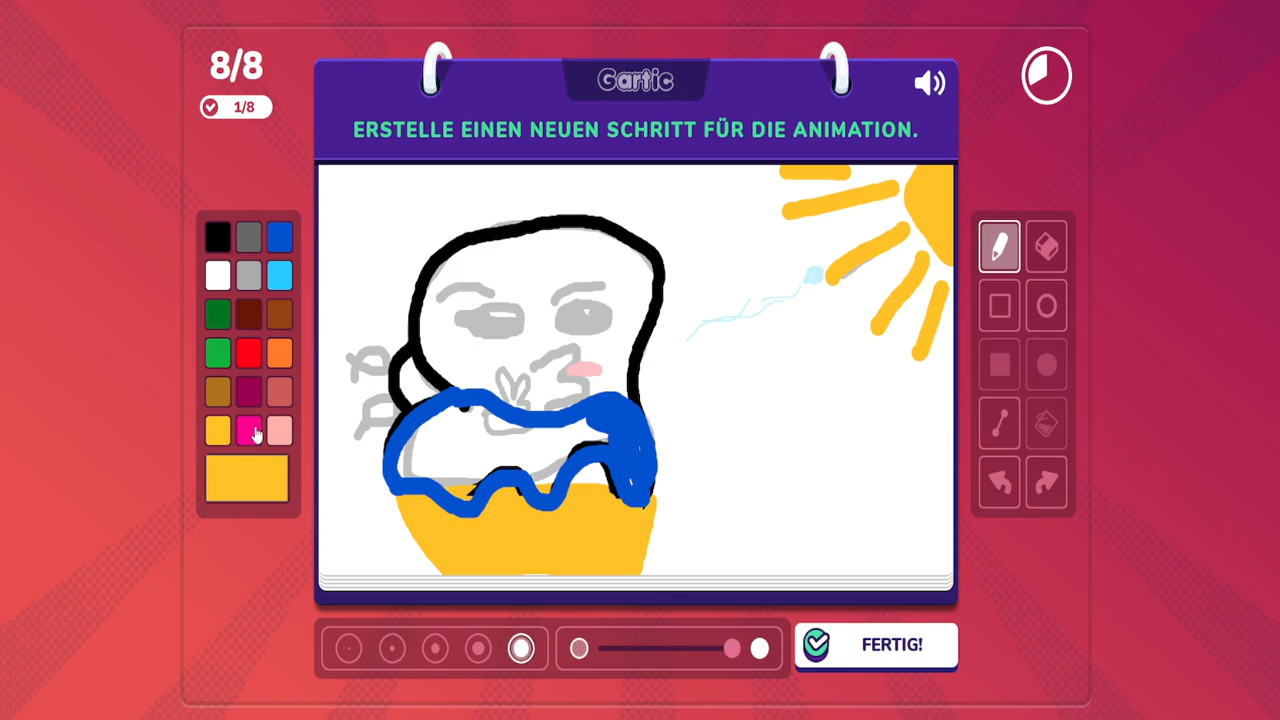 8/8
1/8
Gartic
ERSTELLE EINEN NEUEN SCHRITT FÜR DIE ANIMATION.
FERTIG!